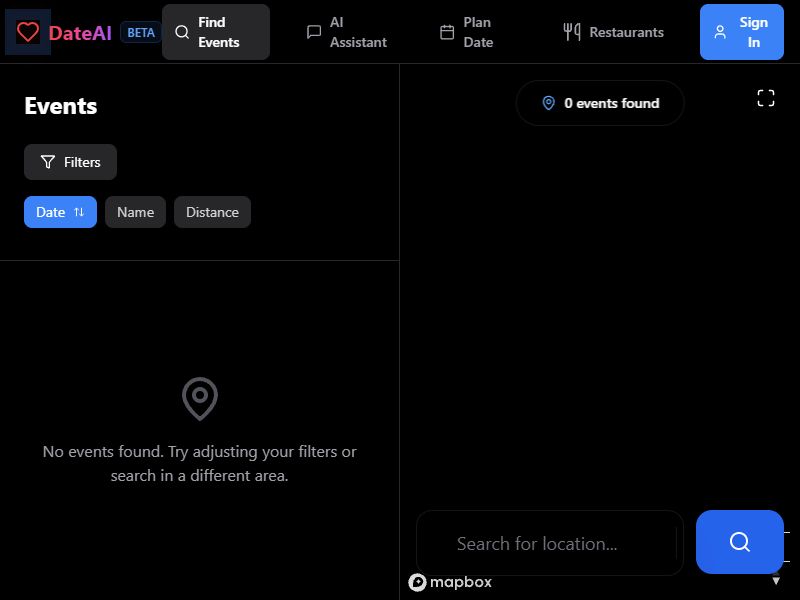 DateAI
BETA
Find
Events
AI
Assistant
Plan
Date
Restaurants
Sign
In
Events
Filters
Date
Name
Distance
0 events found
No events found. Try adjusting your filters or
search in a different area.
Search for location...
mapbox